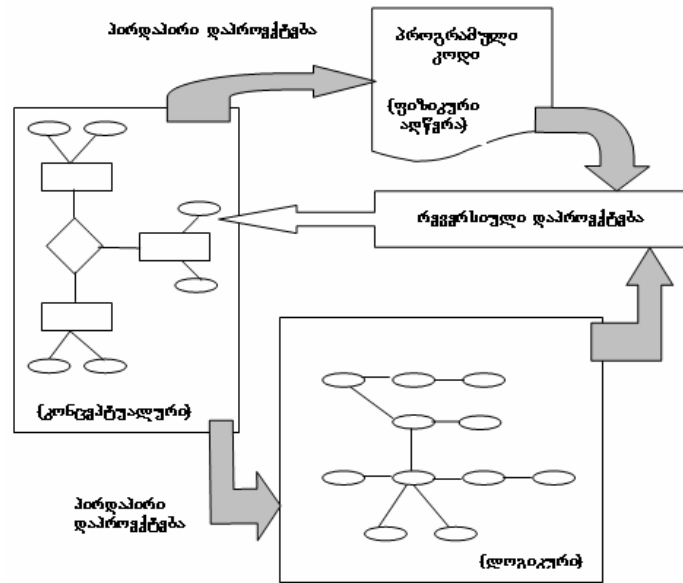 პირდაპირი დაპროექტება
პროგრამული
კოდი
{ფიზიკური
აღწერა}
რევერსიული დაპროექტება
{კონცეპტუალური}
პირდაპირი
დაპროექტება
{ლოგიკური}